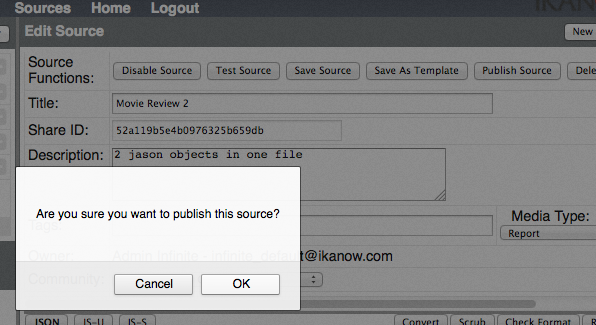 Sources Home Logout
IKANOW
Edit Source
New
Source Functions:
Disable Source Test Source Save Source Save As Template Publish Source Dele
Title: Movie Review 2
Share ID: 52a119b5e4b0976325b659db
Description: 2 jason objects in one file
Are you sure you want to publish this source?
Tags:
Media Type:
Report
Owner: Admin Infinite - infinite_default@ikanow.com
Community:
Cancel OK
JSON JS-U JS-S Convert Scrub Check Format